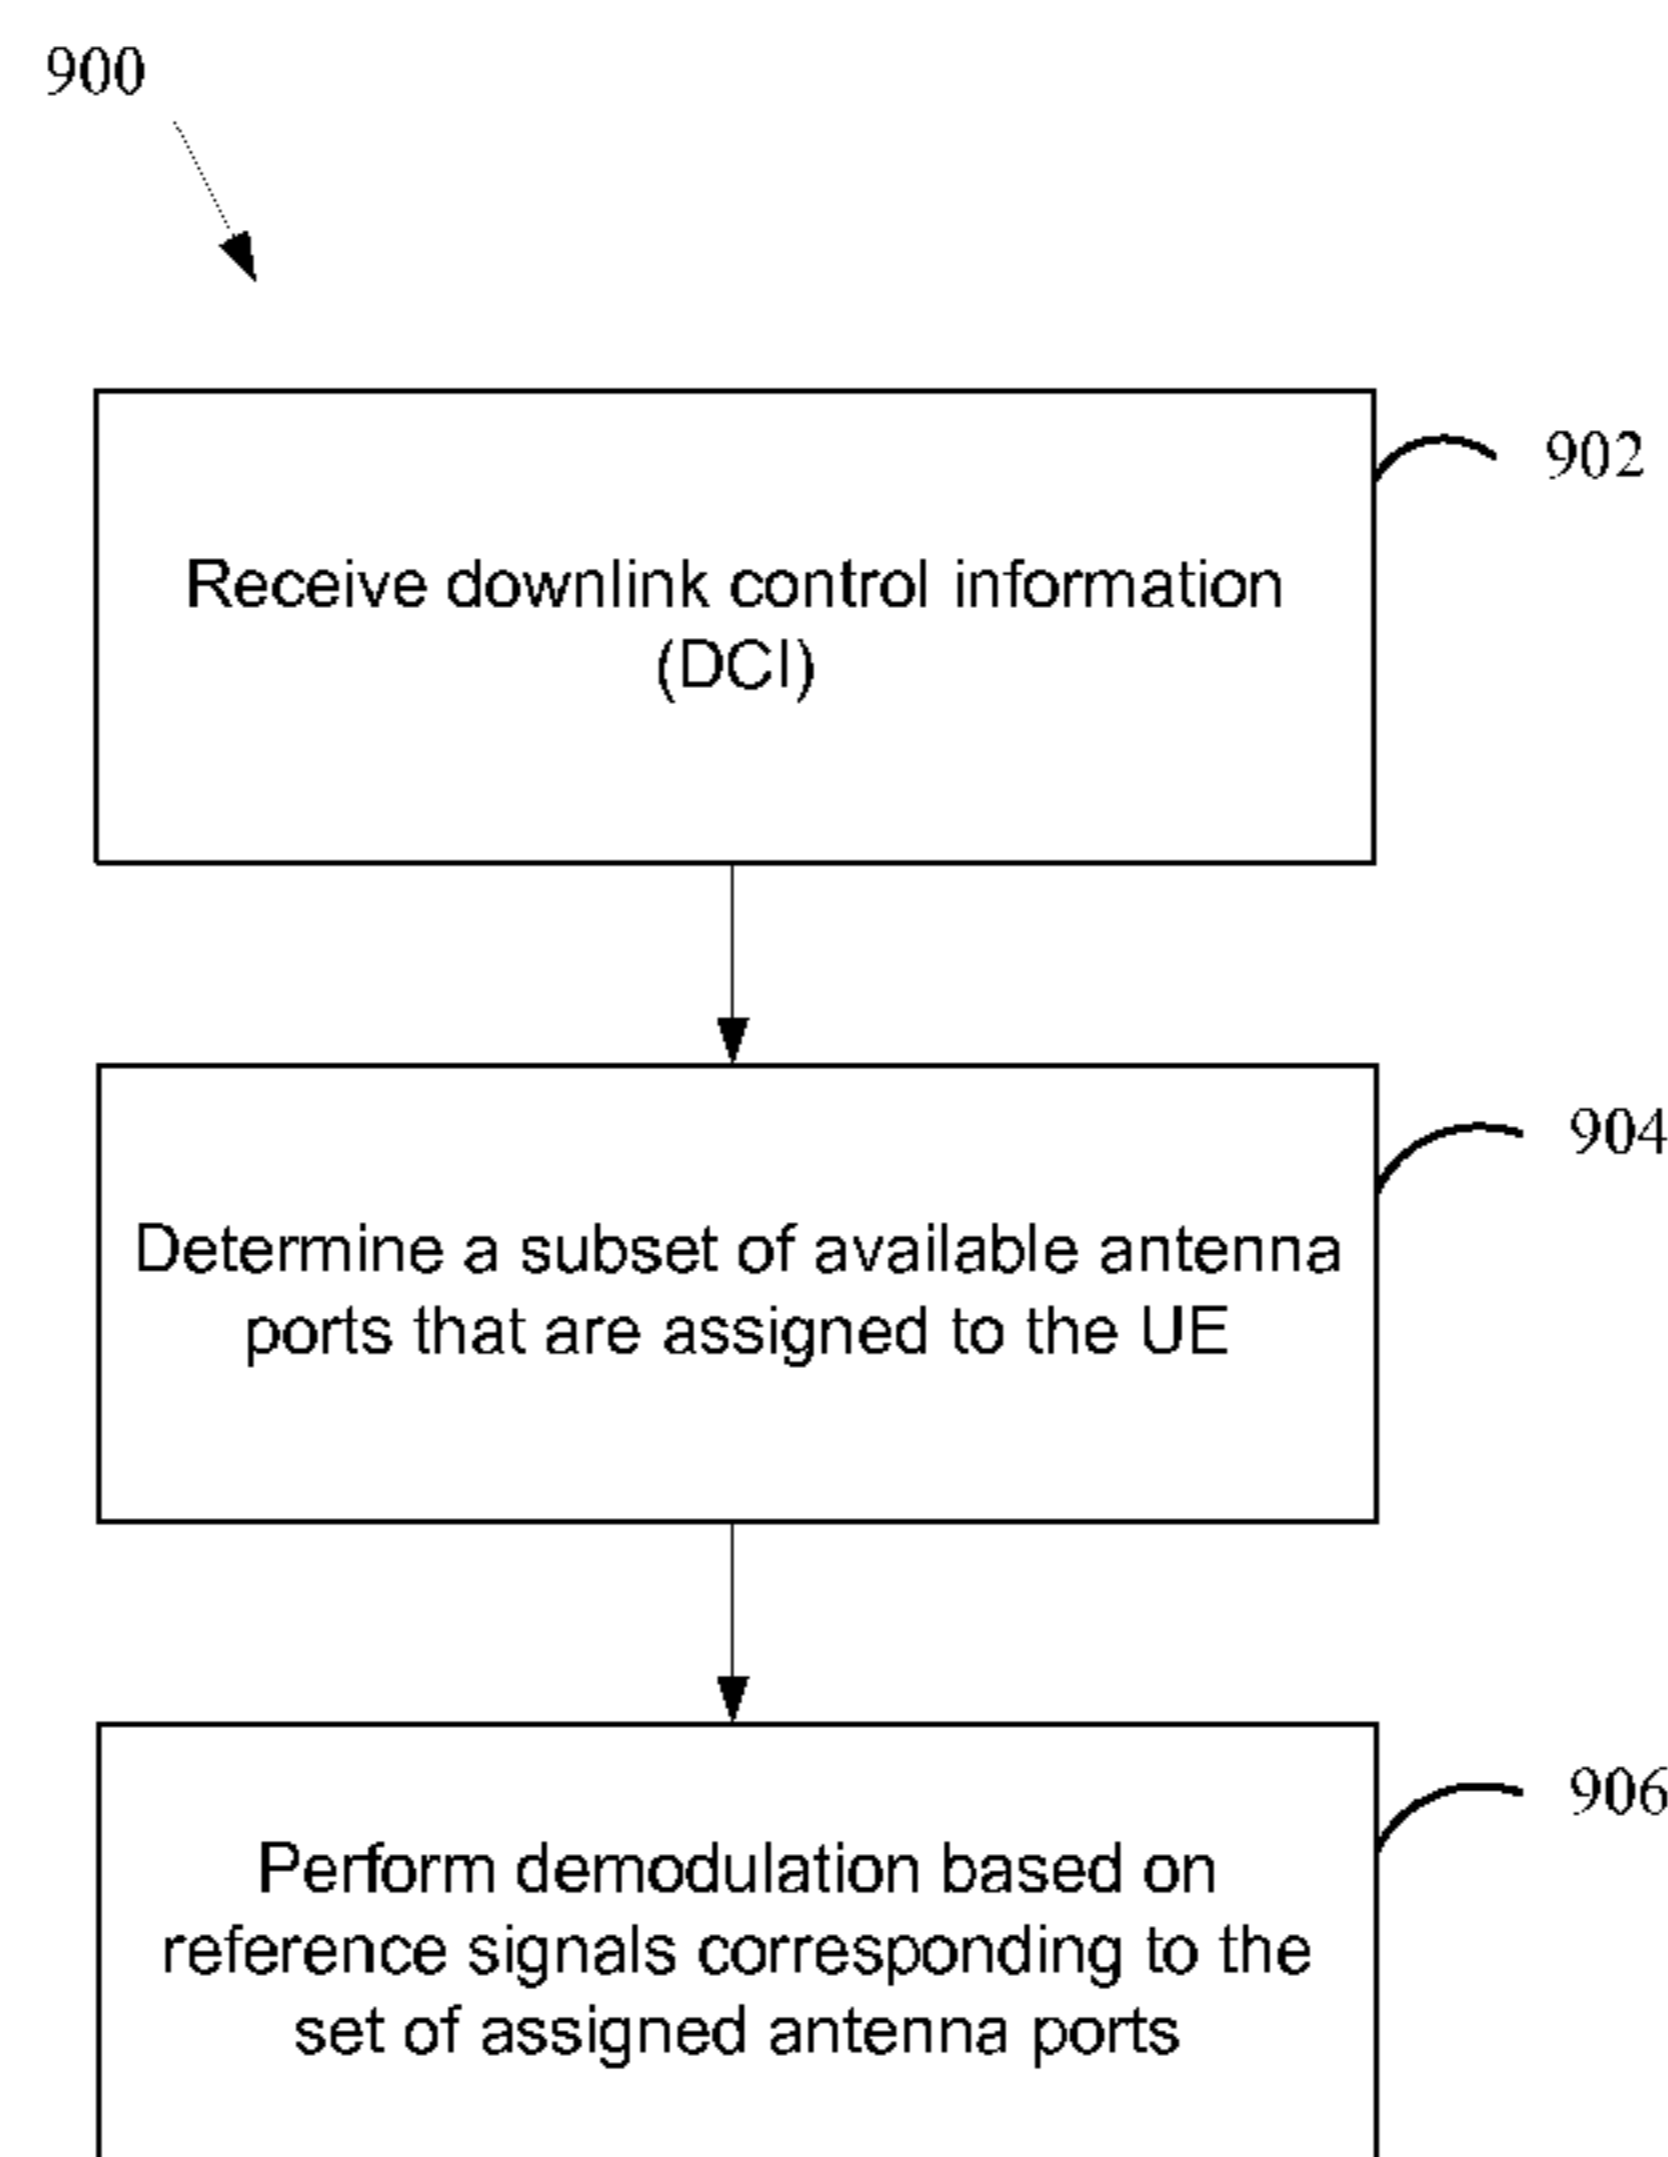 900
902
Receive downlink control information
(DCI)
904
Determine a subset of available antenna
ports that are assigned to the UE
906
Perform demodulation based on
reference signals corresponding to the
set of assigned antenna ports